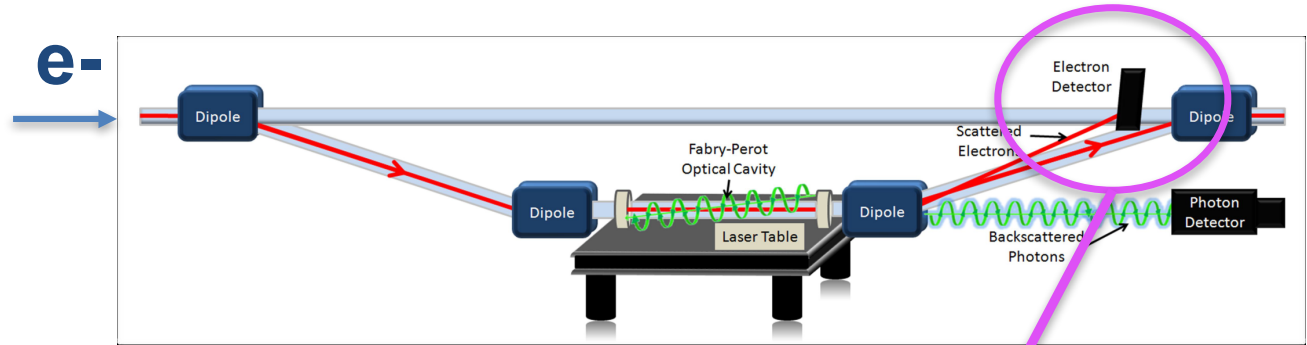 e-
Electron
Detector
Dipole
Dipole
Scattered
Electrons
Fabry-Perot
Optical Cavity
Dipole
Dipole
Photon
Detector
Laser Table
Backscattered
Photons